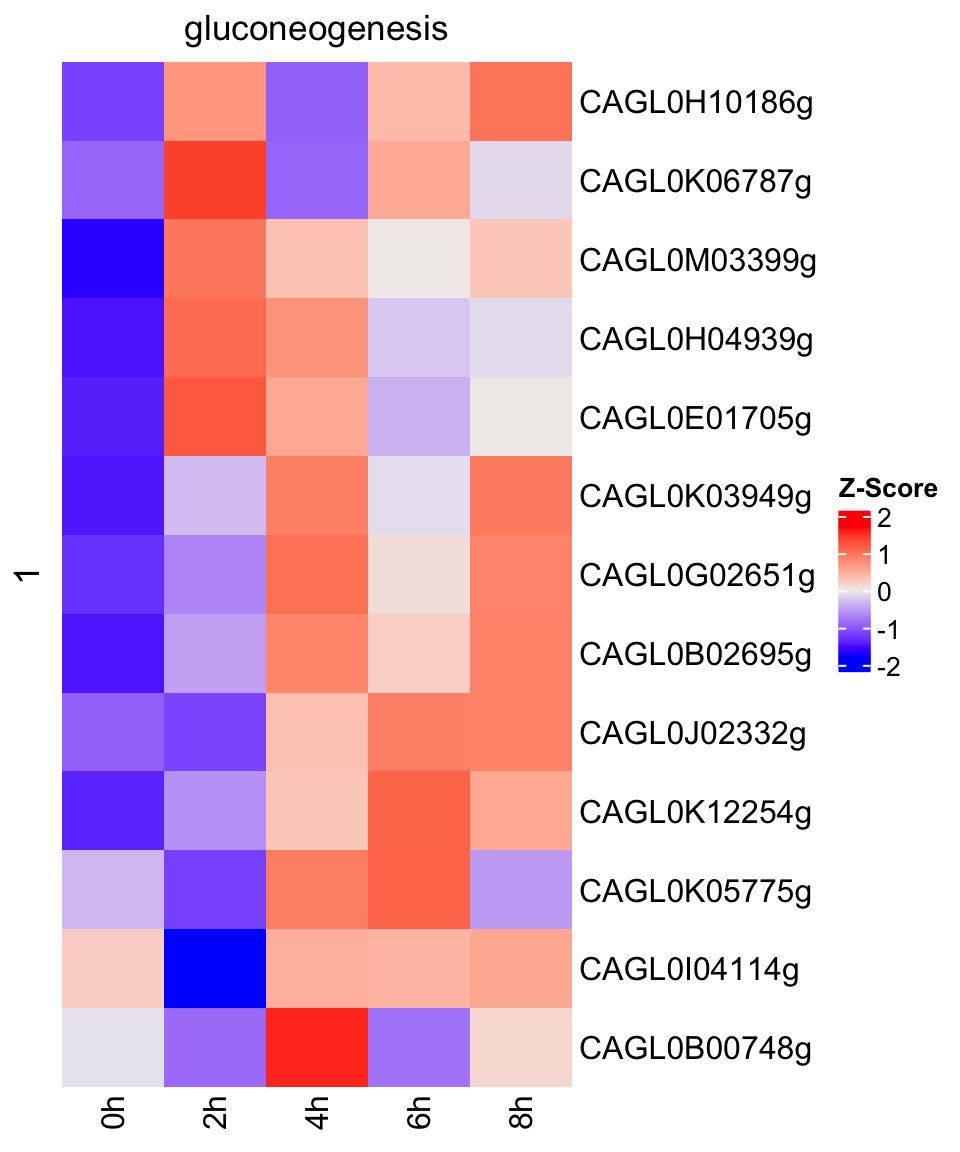 gluconeogenesis
CAGL0H10186g
CAGL0K06787g
CAGL0M03399g
CAGL0H04939g
CAGL0E01705g
CAGL0K03949g
CAGL0G02651g
CAGL0B02695g
CAGL0J02332g
CAGL0K12254g
CAGL0K05775g
CAGL0I04114g
CAGL0B00748g
1
0h 2h 4h 6h 8h
Z-Score
2
1
0
-1
-2